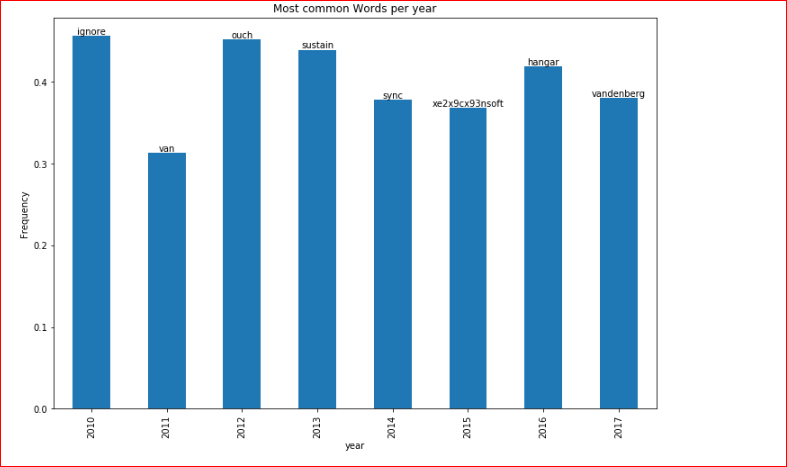 Most common Words per year
ignore
van
ouch
sustain
sync
xe2x9cx93nsoft
hangar
vandenberg
0.4
0.3
0.2
0.1
0.0
Frequency
2010
2011
2012
2013
2014
2015
2016
2017
year